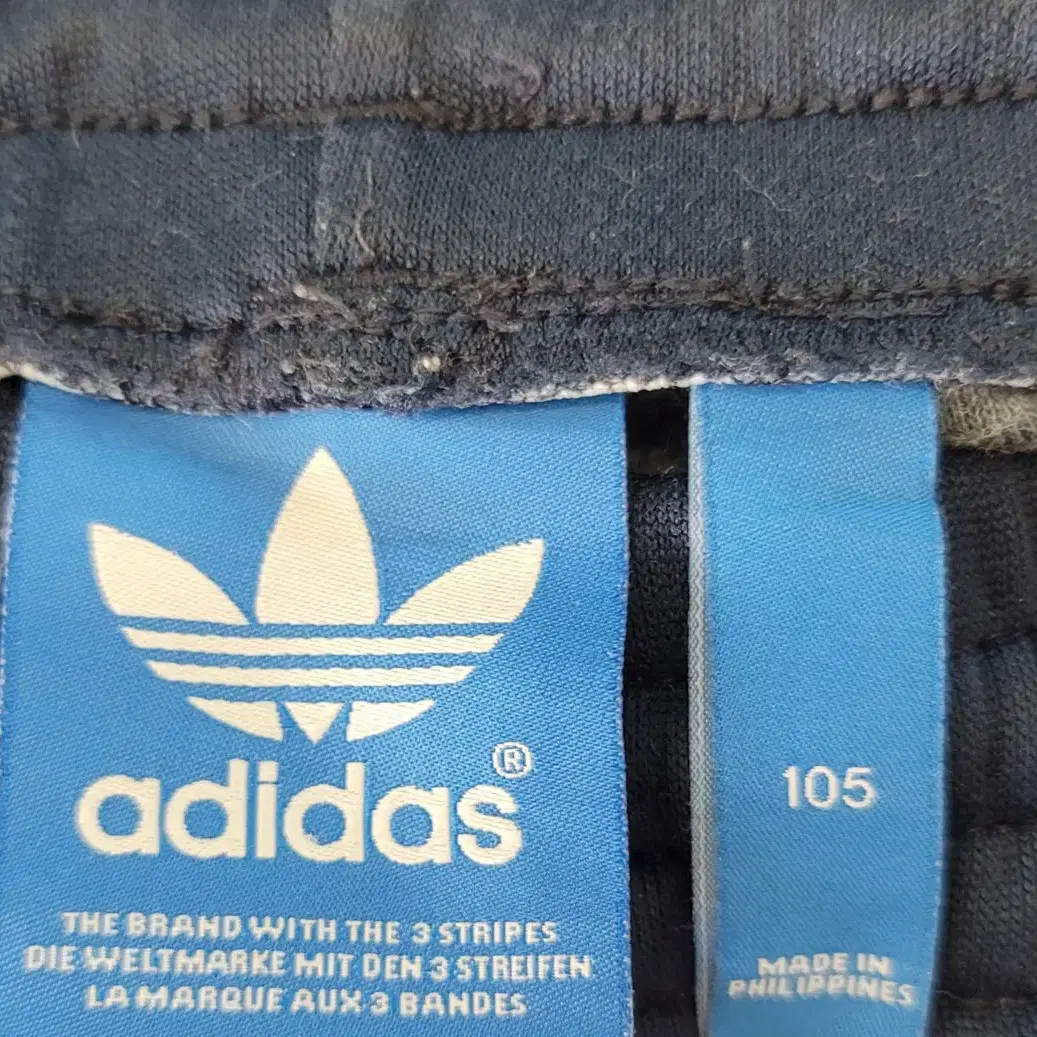 adidas®
THE BRAND WITH THE 3 STRIPES
DIE WELTMARKE MIT DEN 3 STREIFEN
LA MARQUE AUX 3 BANDES
105
MADE IN
PHILIPPINES